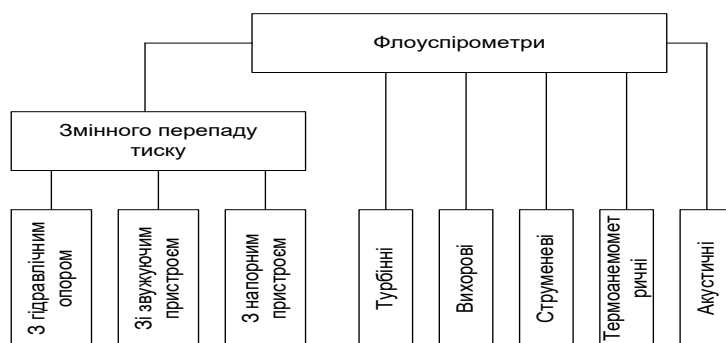 Флоуспірометри
Змінного перепаду
тиску
З гідравлічним
опором
Зі звужуючим
пристроєм
З напорним
пристроєм
Турбінні
Вихорові
Струменеві
Термоанемомет
ричні
Акустичні